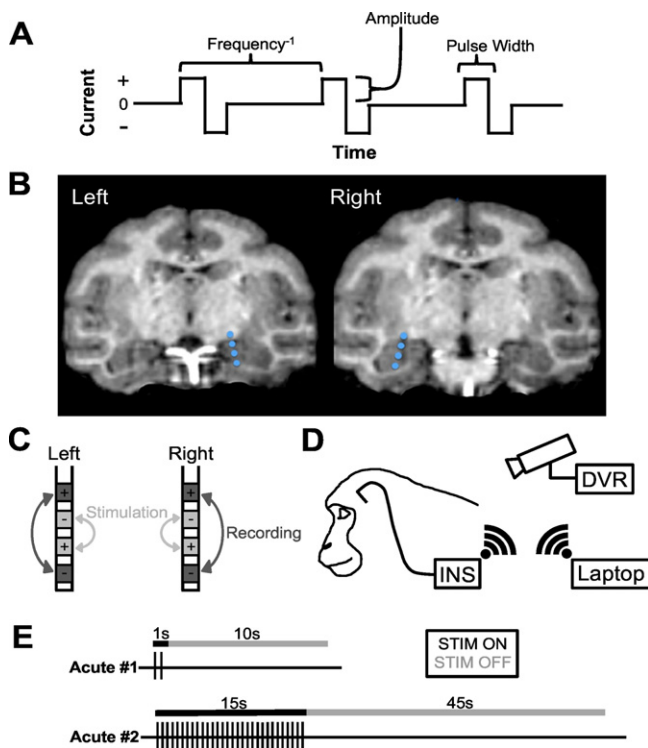 A
Frequency-1
Amplitude
Pulse Width
Current
+
0
-
Time
B
Left
Right
C
Left
Right
+
-
+
-
Stimulation
+
-
+
-
Recording
D
DVR
INS
Laptop
E
1s
10s
Acute #1
STIM ON
STIM OFF
15s
45s
Acute #2